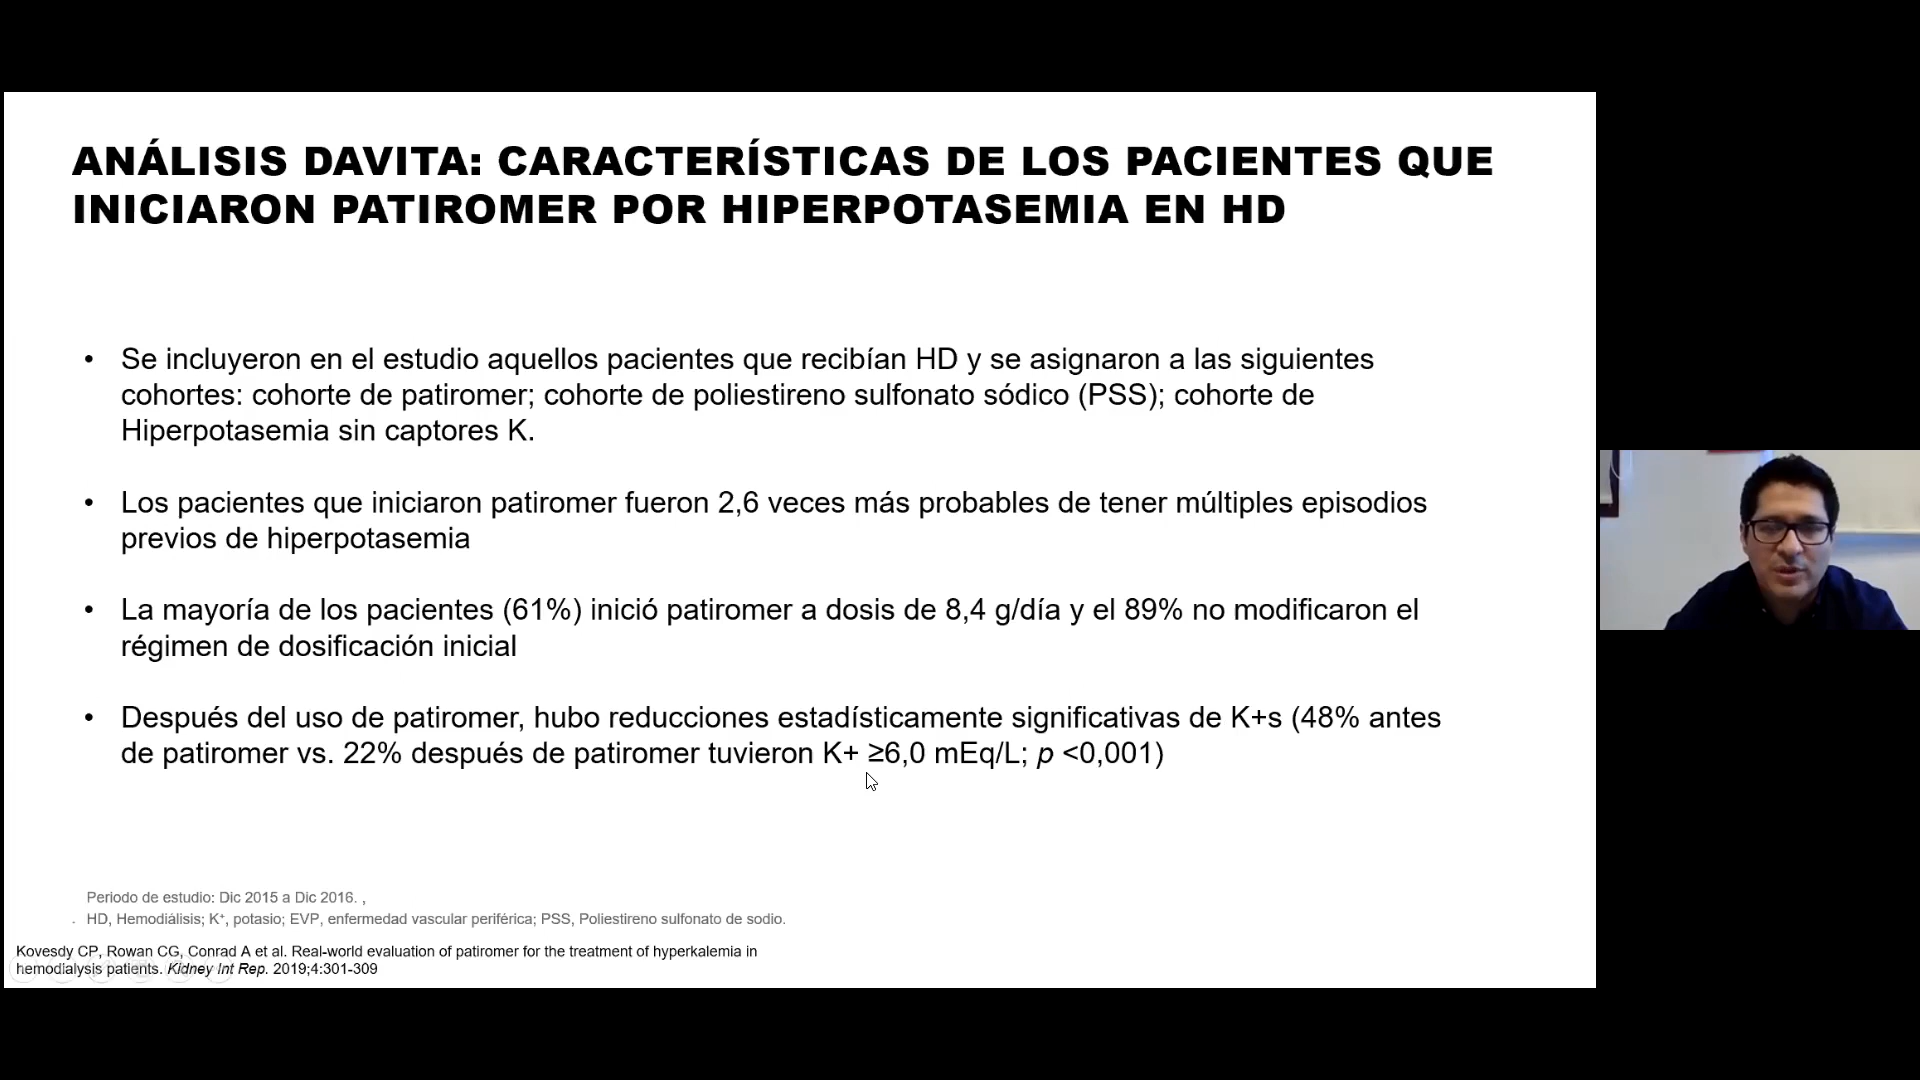 ANÁLISIS DAVITA: CARACTERÍSTICAS DE LOS PACIENTES QUE
INICIARON PATIROMER POR HIPERPOTASEMIA EN HD
• Se incluyeron en el estudio aquellos pacientes que recibían HD y se asignaron a las siguientes
cohortes: cohorte de patiromer; cohorte de poliestireno sulfonato sódico (PSS); cohorte de
Hiperpotasemia sin captores K.
• Los pacientes que iniciaron patiromer fueron 2,6 veces más probables de tener múltiples episodios
previos de hiperpotasemia
• La mayoría de los pacientes (61%) inició patiromer a dosis de 8,4 g/día y el 89% no modificaron el
régimen de dosificación inicial
• Después del uso de patiromer, hubo reducciones estadísticamente significativas de K+s (48% antes
de patiromer vs. 22% después de patiromer tuvieron K+ ≥6,0 mEq/L; p <0,001)
Periodo de estudio: Dic 2015 a Dic 2016. ,
. HD, Hemodiálisis; K⁺, potasio; EVP, enfermedad vascular periférica; PSS, Poliestireno sulfonato de sodio.
Kovesdy CP, Rowan CG, Conrad A et al. Real-world evaluation of patiromer for the treatment of hyperkalemia in
hemodialysis patients. Kidney Int Rep. 2019;4:301-309